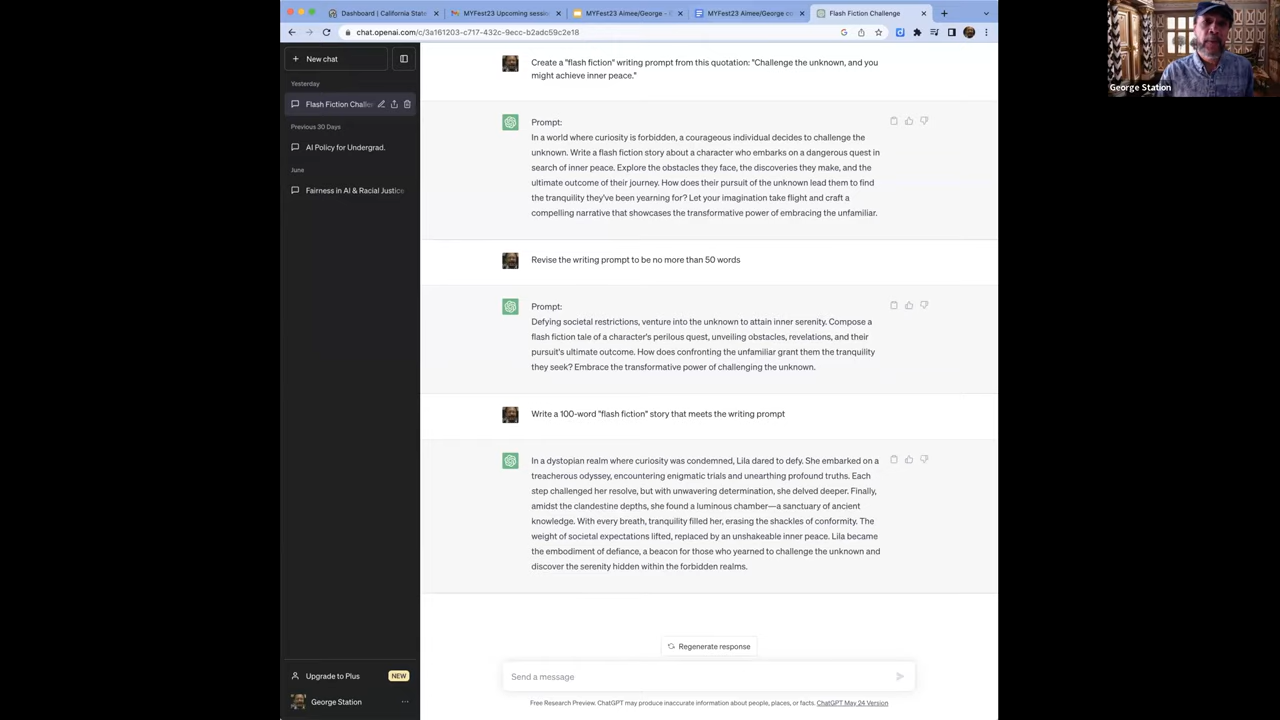 Dashboard | California State
MYFest23 Upcoming sessi
MYFest23 Aimee/George - 
MYFest23 Aimee/George co
Flash Fiction Challenge
chat.openai.com/c/3a161203-c717-432c-9ecc-b2adc59c2e18
George Station
New chat
Yesterday
Flash Fiction Challe
Previous 30 Days
AI Policy for Undergrad.
June
Fairness in AI & Racial Justice
Create a "flash fiction" writing prompt from this quotation: "Challenge the unknown, and you
might achieve inner peace."
Prompt:
In a world where curiosity is forbidden, a courageous individual decides to challenge the
unknown. Write a flash fiction story about a character who embarks on a dangerous quest in
search of inner peace. Explore the obstacles they face, the discoveries they make, and the
ultimate outcome of their journey. How does their pursuit of the unknown lead them to find
the tranquility they've been yearning for? Let your imagination take flight and craft a
compelling narrative that showcases the transformative power of embracing the unfamiliar.
Revise the writing prompt to be no more than 50 words
Prompt:
Defying societal restrictions, venture into the unknown to attain inner serenity. Compose a
flash fiction tale of a character's perilous quest, unveiling obstacles, revelations, and their
pursuit's ultimate outcome. How does confronting the unfamiliar grant them the tranquility
they seek? Embrace the transformative power of challenging the unknown.
Write a 100-word "flash fiction" story that meets the writing prompt
In a dystopian realm where curiosity was condemned, Lila dared to defy. She embarked on a
treacherous odyssey, encountering enigmatic trials and unearthing profound truths. Each
step challenged her resolve, but with unwavering determination, she delved deeper. Finally,
amidst the clandestine depths, she found a luminous chamber—a sanctuary of ancient
knowledge. With every breath, tranquility filled her, erasing the shackles of conformity. The
weight of societal expectations lifted, replaced by an unshakeable inner peace. Lila became
the embodiment of defiance, a beacon for those who yearned to challenge the unknown and
discover the serenity hidden within the forbidden realms.
Regenerate response
Send a message
Upgrade to Plus
NEW
George Station
Free Research Preview. ChatGPT may produce inaccurate information about people, places, or facts. ChatGPT May 24 Version